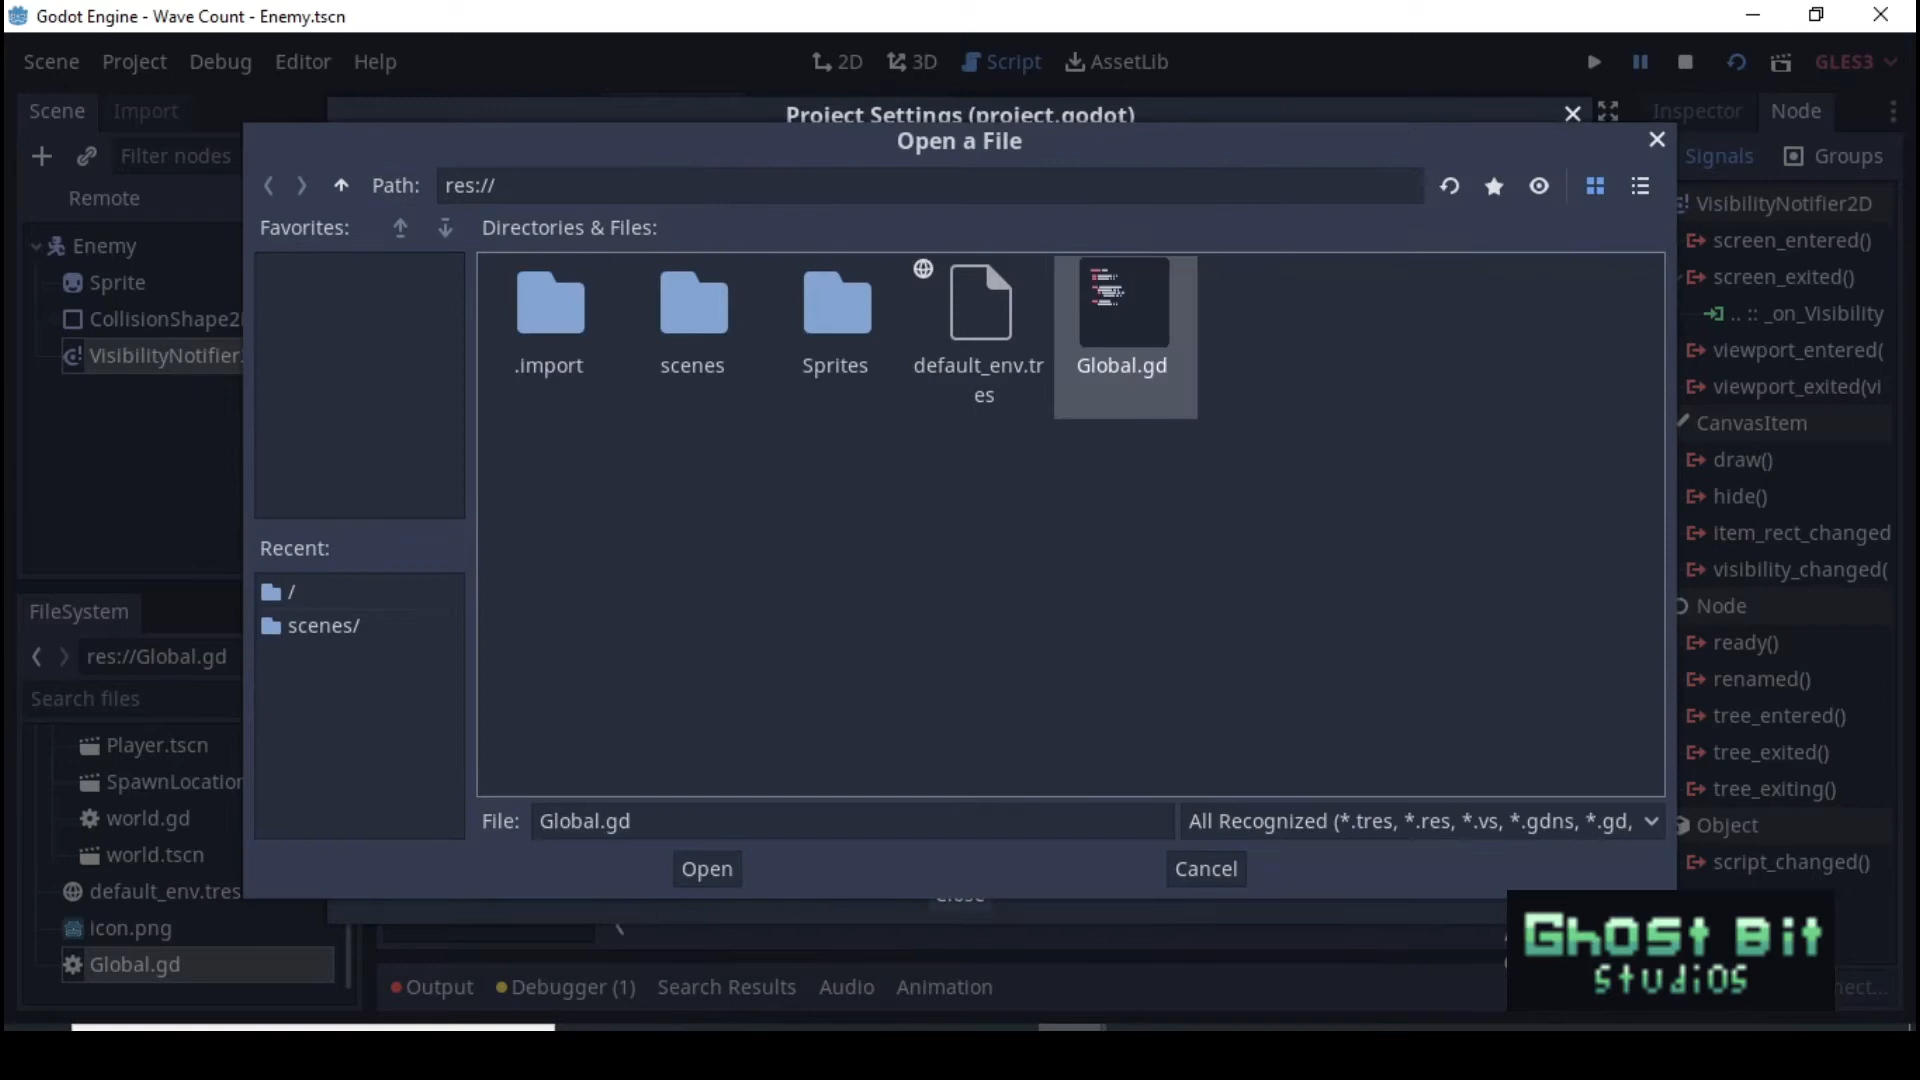 Godot Engine - Wave Count - Enemy.tscn
Scene Project Debug Editor Help
2D 3D Script AssetLib
GLES3
Scene Import
Project Settings (project.godot)
Inspector Node
Open a File
Filter nodes
Path: res://
Signals Groups
Remote
Favorites:
Directories & Files:
Enemy
Sprite
CollisionShape2
VisibilityNotifier
.import
scenes
Sprites
default_env.tr
es
Global.gd
Recent:
/
scenes/
FileSystem
res://Global.gd
Search files
Player.tscn
SpawnLocation
world.gd
world.tscn
default_env.tres
icon.png
Global.gd
File: Global.gd
All Recognized (*.tres, *.res, *.vs, *.gdns, *.gd,
Open
Cancel
Close
VisibilityNotifier2D
screen_entered()
screen_exited()
.. :: _on_Visibility
viewport_entered(
viewport_exited(vi
CanvasItem
draw()
hide()
item_rect_changed
visibility_changed(
Node
ready()
renamed()
tree_entered()
tree_exited()
tree_exiting()
Object
script_changed()
Output Debugger (1) Search Results Audio Animation
Ghost Bit
Studios